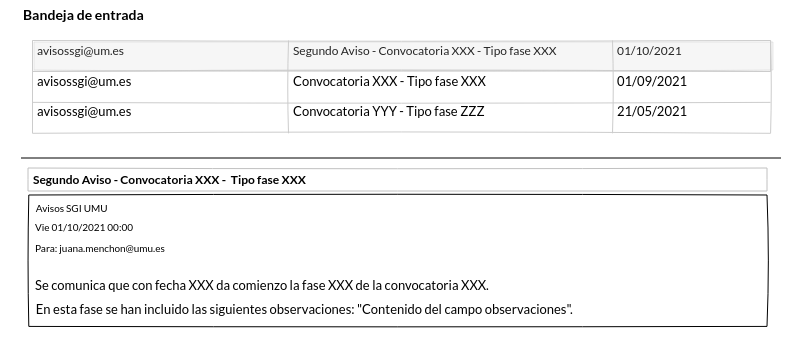 Bandeja de entrada
avisossgi@um.es Segundo Aviso - Convocatoria XXX - Tipo fase XXX 01/10/2021
avisossgi@um.es Convocatoria XXX - Tipo fase XXX 01/09/2021
avisossgi@um.es Convocatoria YYY - Tipo fase ZZZ 21/05/2021
Segundo Aviso - Convocatoria XXX - Tipo fase XXX
Avisos SGI UMU
Vie 01/10/2021 00:00
Para: juana.menchon@umu.es
Se comunica que con fecha XXX da comienzo la fase XXX de la convocatoria XXX.
En esta fase se han incluido las siguientes observaciones: "Contenido del campo observaciones".